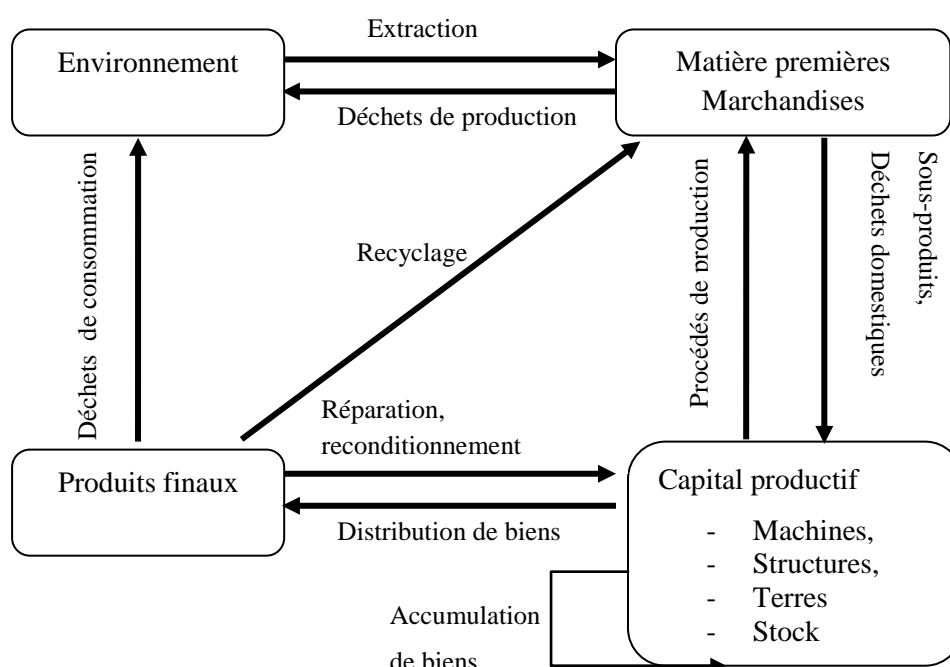 Extraction
Environnement
Matière premières
Marchandises
Déchets de production
Déchets de consommation
Recyclage
Procédés de production
Sous-produits,
Déchets domestiques
Réparation,
reconditionnement
Produits finaux
Distribution de biens
Capital productif
- Machines,
- Structures,
- Terres
- Stock
Accumulation
de biens